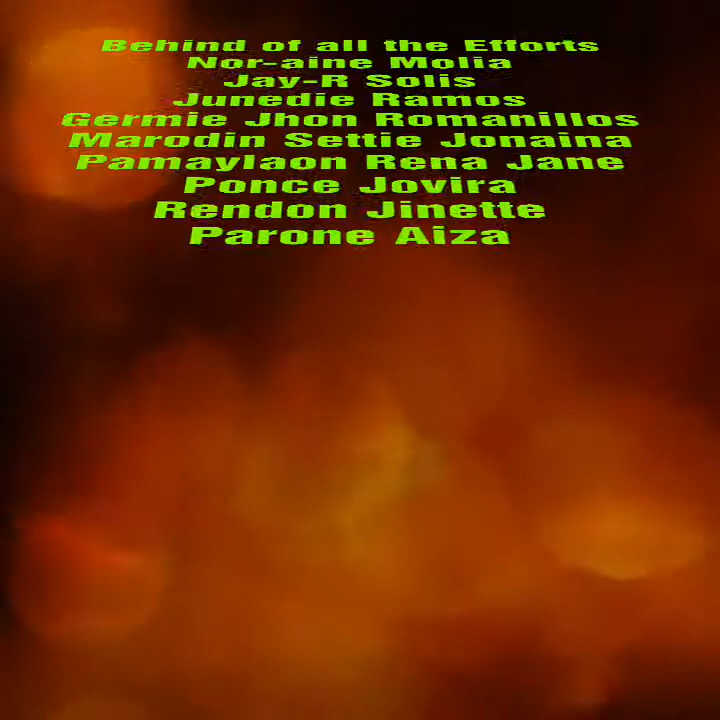 Behind of all the Efforts
Nor-aine Molia
Jay-R Solis
Junedie Ramos
Germie Jhon Romanillos
Marodin Settie Jonaina
Pamaylaon Rena Jane
Ponce Jovira
Rendon Jinette
Parone Aiza